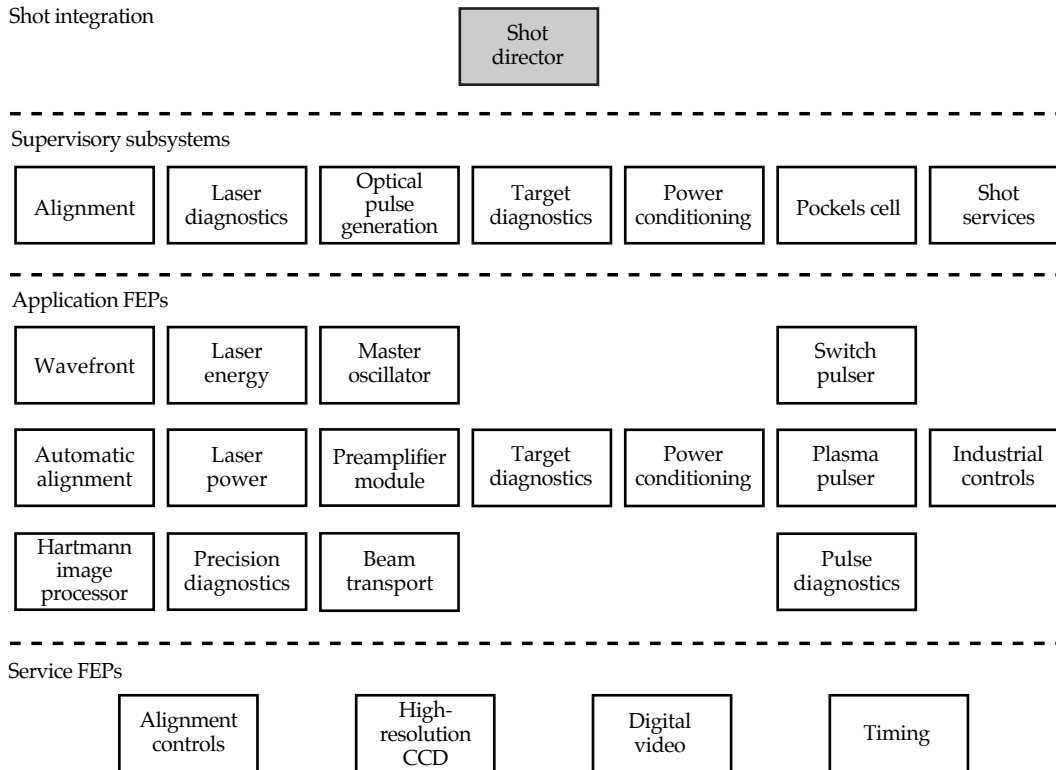 Shot integration
Shot
director
Supervisory subsystems
Alignment
Laser
diagnostics
Optical
pulse
generation
Target
diagnostics
Power
conditioning
Pockels cell
Shot
services
Application FEPs
Wavefront
Laser
energy
Master
oscillator
Switch
pulser
Automatic
alignment
Laser
power
Preamplifier
module
Target
diagnostics
Power
conditioning
Plasma
pulser
Industrial
controls
Hartmann
image
processor
Precision
diagnostics
Beam
transport
Pulse
diagnostics
Service FEPs
Alignment
controls
High-
resolution
CCD
Digital
video
Timing